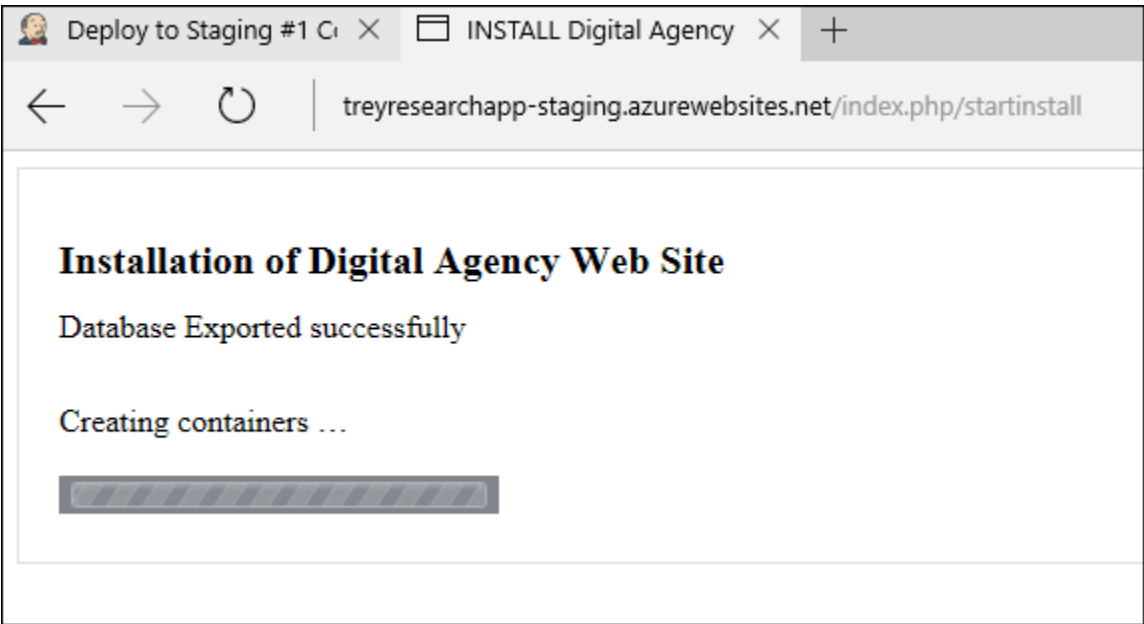 Deploy to Staging #1 C
INSTALL Digital Agency
treyresearchapp-staging.azurewebsites.net/index.php/startinstall
Installation of Digital Agency Web Site
Database Exported successfully
Creating containers …